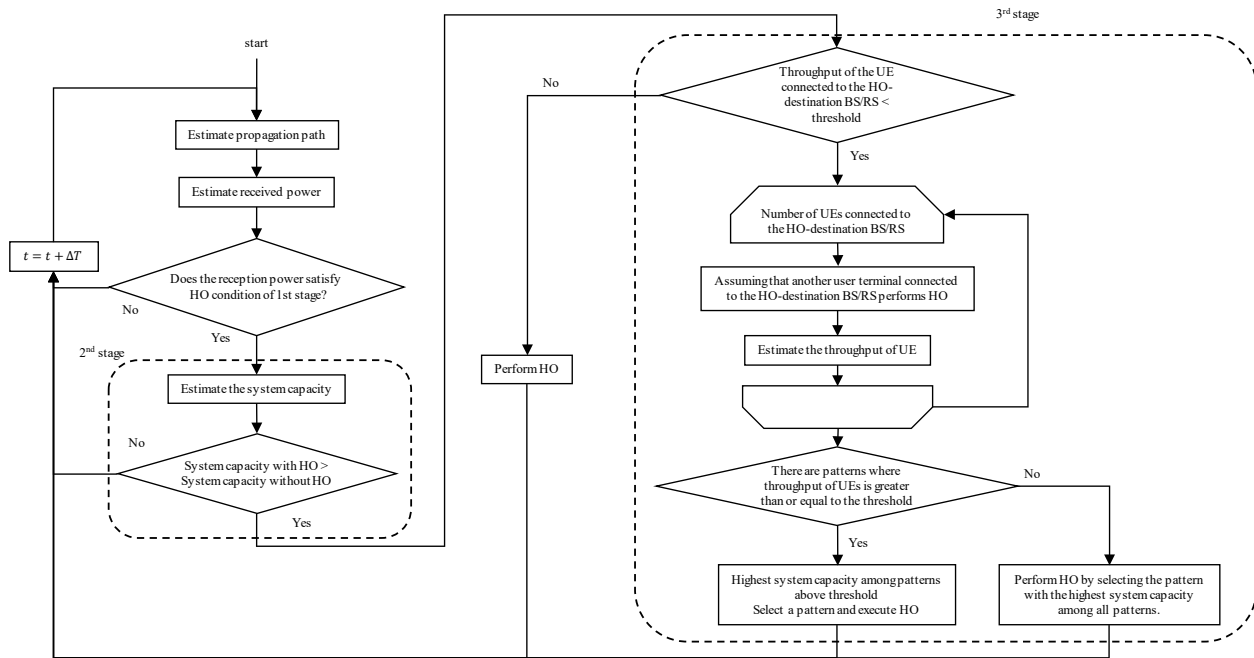 start
Estimate propagation path
Estimate received power
t = t + ΔT
Does the reception power satisfy
HO condition of 1st stage?
No
Yes
2nd stage
Estimate the system capacity
No
System capacity with HO >
System capacity without HO
Yes
3rd stage
Throughput of the UE
connected to the HO-
destination BS/RS <
threshold
No
Yes
Perform HO
Number of UEs connected to
the HO-destination BS/RS
Assuming that another user terminal connected
to the HO-destination BS/RS performs HO
Estimate the throughput of UE
There are patterns where
throughput of UEs is greater
than or equal to the threshold
No
Yes
Highest system capacity among patterns
above threshold
Select a pattern and execute HO
Perform HO by selecting the pattern
with the highest system capacity
among all patterns.